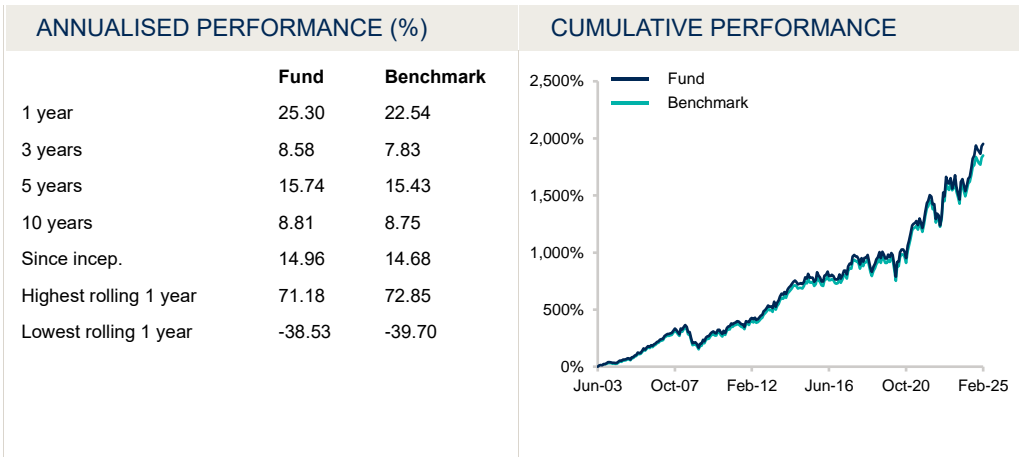 ANNUALISED PERFORMANCE (%)
Fund Benchmark
1 year 25.30 22.54
3 years 8.58 7.83
5 years 15.74 15.43
10 years 8.81 8.75
Since incep. 14.96 14.68
Highest rolling 1 year 71.18 72.85
Lowest rolling 1 year -38.53 -39.70
CUMULATIVE PERFORMANCE
Fund
Benchmark
2,500%
2,000%
1,500%
1,000%
500%
0%
Jun-03 Oct-07 Feb-12 Jun-16 Oct-20 Feb-25